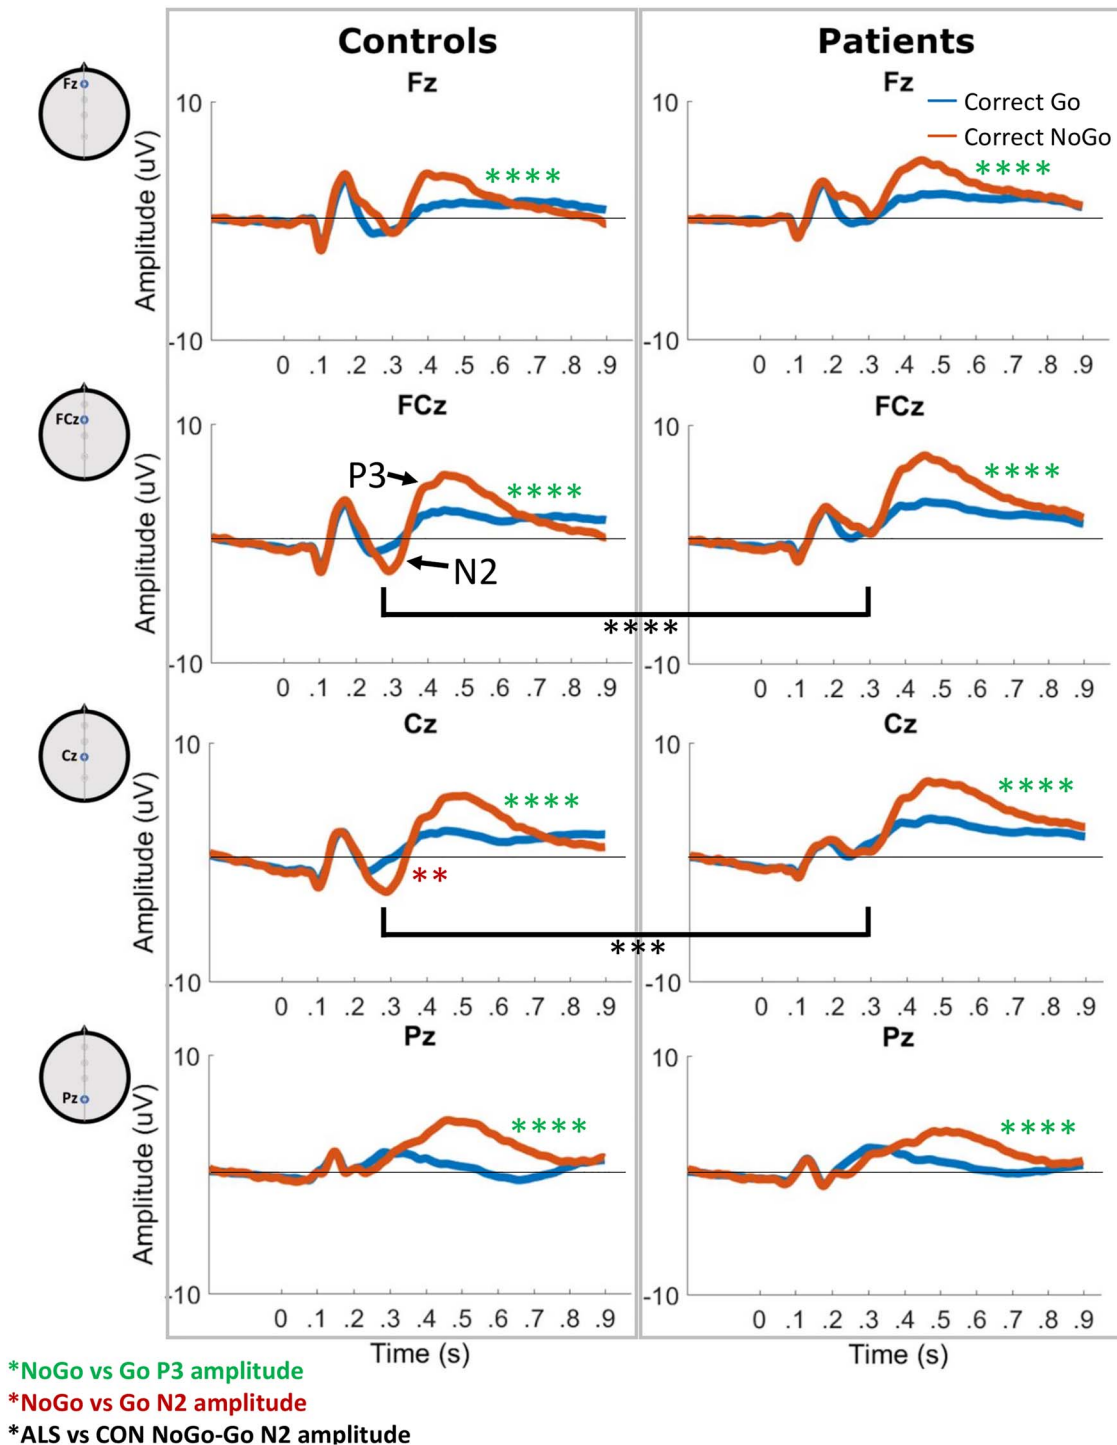 Controls
Patients
Fz
Fz
Fz
Correct Go
Correct NoGo
10
-10
Amplitude (uV)
0 .1 .2 .3 .4 .5 .6 .7 .8 .9
****
10
-10
0 .1 .2 .3 .4 .5 .6 .7 .8 .9
****
FCz
FCz
FCz
10
-10
Amplitude (uV)
P3
N2
****
0 .1 .2 .3 .4 .5 .6 .7 .8 .9
10
-10
****
0 .1 .2 .3 .4 .5 .6 .7 .8 .9
****
Cz
Cz
Cz
10
-10
Amplitude (uV)
****
**
0 .1 .2 .3 .4 .5 .6 .7 .8 .9
10
-10
****
0 .1 .2 .3 .4 .5 .6 .7 .8 .9
***
Pz
Pz
Pz
10
-10
Amplitude (uV)
****
0 .1 .2 .3 .4 .5 .6 .7 .8 .9
Time (s)
10
-10
****
0 .1 .2 .3 .4 .5 .6 .7 .8 .9
Time (s)
*NoGo vs Go P3 amplitude
*NoGo vs Go N2 amplitude
*ALS vs CON NoGo-Go N2 amplitude